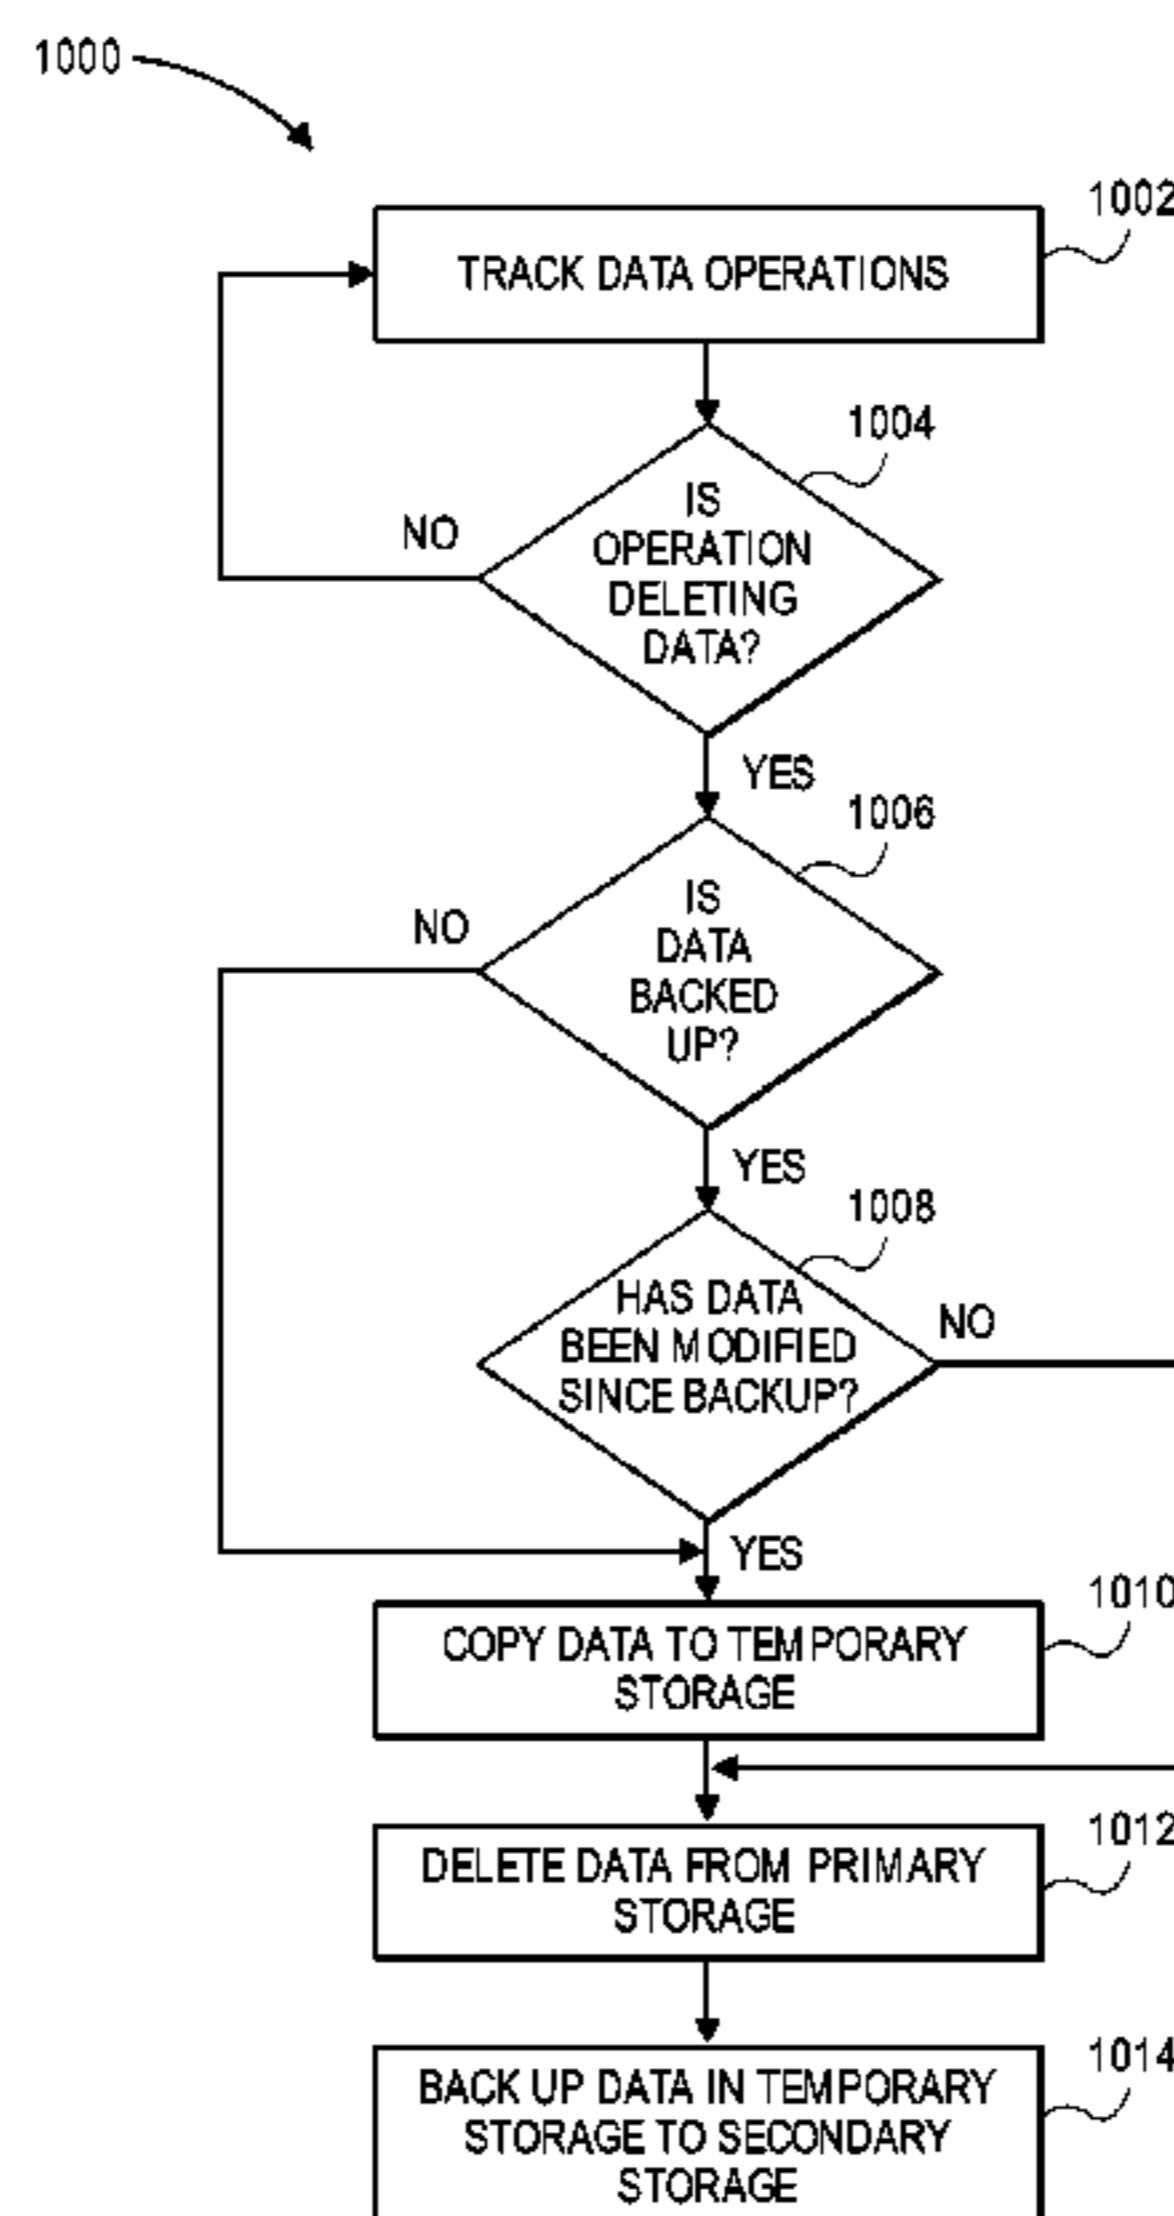 1000
1002
TRACK DATA OPERATIONS
1004
IS
OPERATION
DELETING
DATA?
NO
YES
1006
IS
DATA
BACKED
UP?
NO
YES
1008
HAS DATA
BEEN MODIFIED
SINCE BACKUP?
NO
YES
1010
COPY DATA TO TEMPORARY
STORAGE
1012
DELETE DATA FROM PRIMARY
STORAGE
1014
BACK UP DATA IN TEMPORARY
STORAGE TO SECONDARY
STORAGE